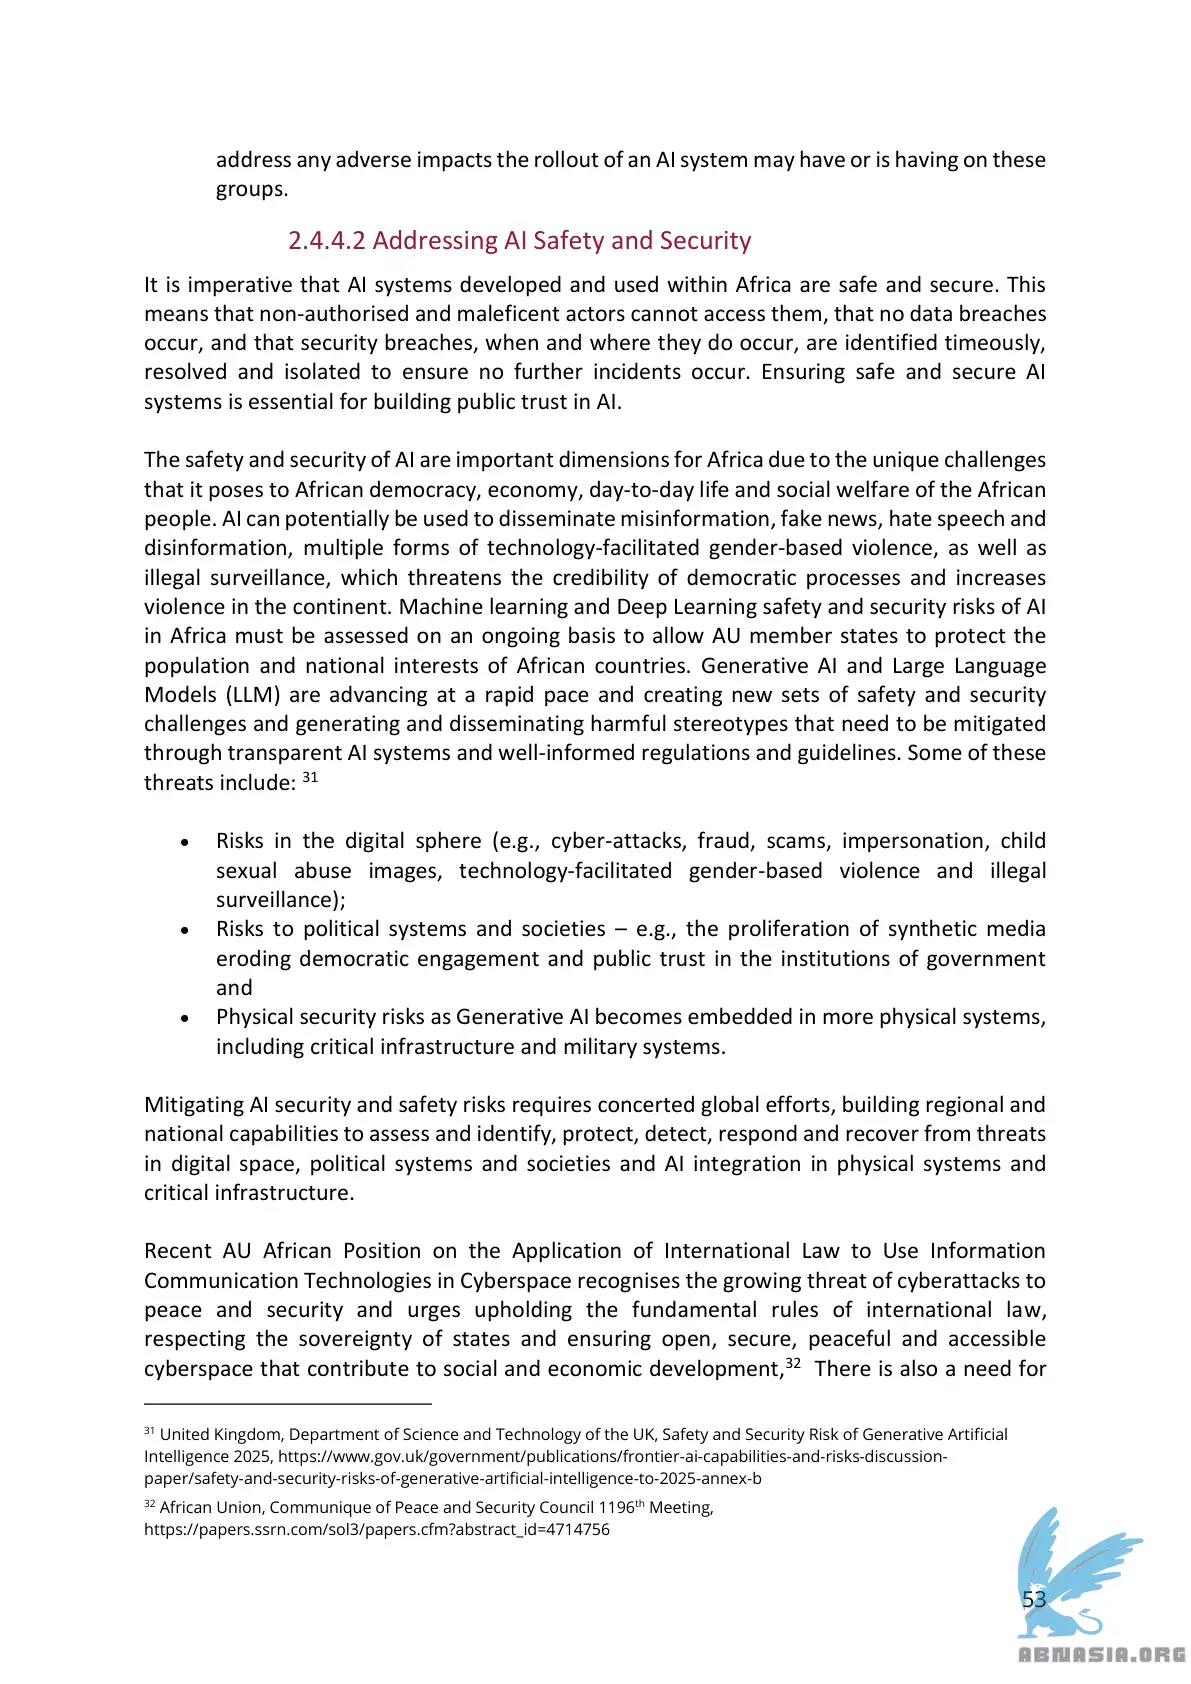 address any adverse impacts the rollout of an AI system may have or is having on these
groups.
2.4.4.2 Addressing AI Safety and Security
It is imperative that AI systems developed and used within Africa are safe and secure. This
means that non-authorised and maleficent actors cannot access them, that no data breaches
occur, and that security breaches, when and where they do occur, are identified timeously,
resolved and isolated to ensure no further incidents occur. Ensuring safe and secure AI
systems is essential for building public trust in AI.
The safety and security of AI are important dimensions for Africa due to the unique challenges
that it poses to African democracy, economy, day-to-day life and social welfare of the African
people. AI can potentially be used to disseminate misinformation, fake news, hate speech and
disinformation, multiple forms of technology-facilitated gender-based violence, as well as
illegal surveillance, which threatens the credibility of democratic processes and increases
violence in the continent. Machine learning and Deep Learning safety and security risks of AI
in Africa must be assessed on an ongoing basis to allow AU member states to protect the
population and national interests of African countries. Generative AI and Large Language
Models (LLM) are advancing at a rapid pace and creating new sets of safety and security
challenges and generating and disseminating harmful stereotypes that need to be mitigated
through transparent AI systems and well-informed regulations and guidelines. Some of these
threats include: 31
• Risks in the digital sphere (e.g., cyber-attacks, fraud, scams, impersonation, child
sexual abuse images, technology-facilitated gender-based violence and illegal
surveillance);
• Risks to political systems and societies – e.g., the proliferation of synthetic media
eroding democratic engagement and public trust in the institutions of government
and
• Physical security risks as Generative AI becomes embedded in more physical systems,
including critical infrastructure and military systems.
Mitigating AI security and safety risks requires concerted global efforts, building regional and
national capabilities to assess and identify, protect, detect, respond and recover from threats
in digital space, political systems and societies and AI integration in physical systems and
critical infrastructure.
Recent AU African Position on the Application of International Law to Use Information
Communication Technologies in Cyberspace recognises the growing threat of cyberattacks to
peace and security and urges upholding the fundamental rules of international law,
respecting the sovereignty of states and ensuring open, secure, peaceful and accessible
cyberspace that contribute to social and economic development,32 There is also a need for
31 United Kingdom, Department of Science and Technology of the UK, Safety and Security Risk of Generative Artificial
Intelligence 2025, https://www.gov.uk/government/publications/frontier-ai-capabilities-and-risks-discussion-
paper/safety-and-security-risks-of-generative-artificial-intelligence-to-2025-annex-b
32 African Union, Communique of Peace and Security Council 1196th Meeting,
https://papers.ssrn.com/sol3/papers.cfm?abstract_id=4714756
53
ABNASIA.ORG